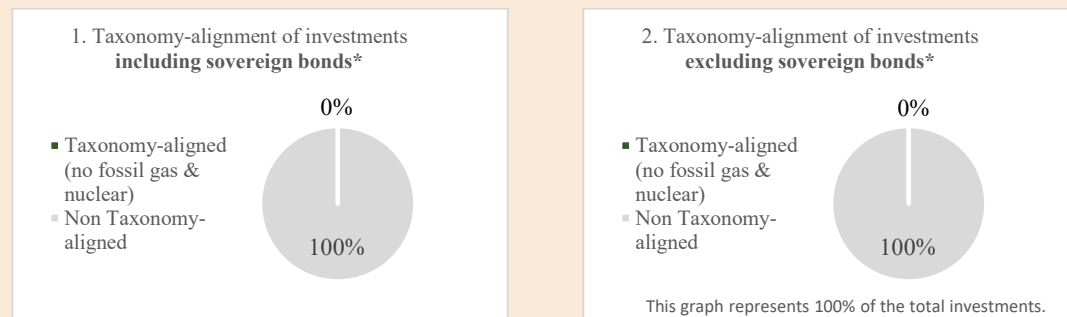 1. Taxonomy-alignment of investments
including sovereign bonds*
0%
Taxonomy-aligned
(no fossil gas &
nuclear)
Non Taxonomy-
aligned
100%
2. Taxonomy-alignment of investments
excluding sovereign bonds*
0%
Taxonomy-aligned
(no fossil gas &
nuclear)
Non Taxonomy-
aligned
100%
This graph represents 100% of the total investments.